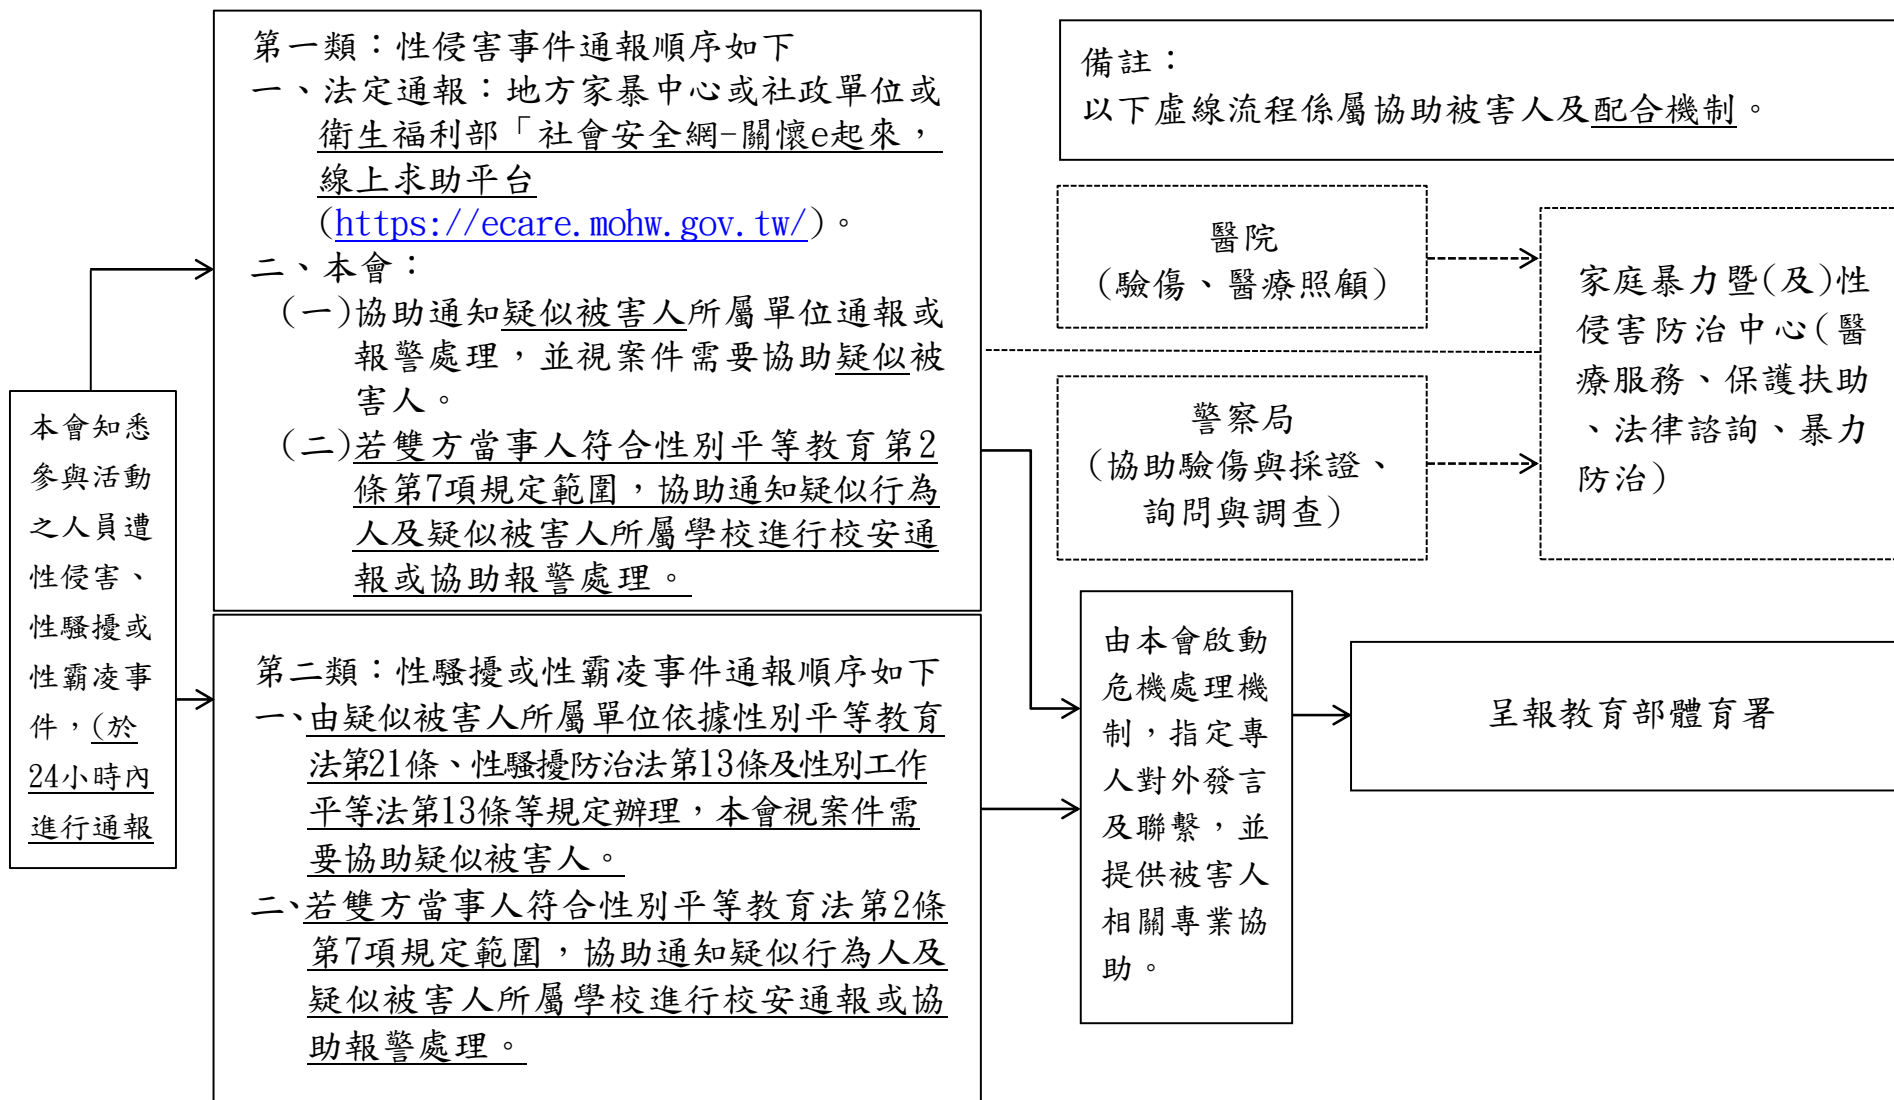 本會知悉
參與活動
之人員遭
性侵害、
性騷擾或
性霸凌事
件，(於
24小時內
進行通報
第一類：性侵害事件通報順序如下
一、法定通報：地方家暴中心或社政單位或
衛生福利部「社會安全網-關懷e起來，
線上求助平台
(https://ecare.mohw.gov.tw/)。
二、本會：
(一)協助通知疑似被害人所屬單位通報或
報警處理，並視案件需要協助疑似被
害人。
(二)若雙方當事人符合性別平等教育第2
條第7項規定範圍，協助通知疑似行為
人及疑似被害人所屬學校進行校安通
報或協助報警處理。
第二類：性騷擾或性霸凌事件通報順序如下
一、由疑似被害人所屬單位依據性別平等教育
法第21條、性騷擾防治法第13條及性別工作
平等法第13條等規定辦理，本會視案件需
要協助疑似被害人。
二、若雙方當事人符合性別平等教育法第2條
第7項規定範圍，協助通知疑似行為人及
疑似被害人所屬學校進行校安通報或協
助報警處理。
備註：
以下虛線流程係屬協助被害人及配合機制。
醫院
(驗傷、醫療照顧)
警察局
(協助驗傷與採證、
詢問與調查)
家庭暴力暨(及)性
侵害防治中心(醫
療服務、保護扶助
、法律諮詢、暴力
防治)
由本會啟動
危機處理機
制，指定專
人對外發言
及聯繫，並
提供被害人
相關專業協
助。
呈報教育部體育署